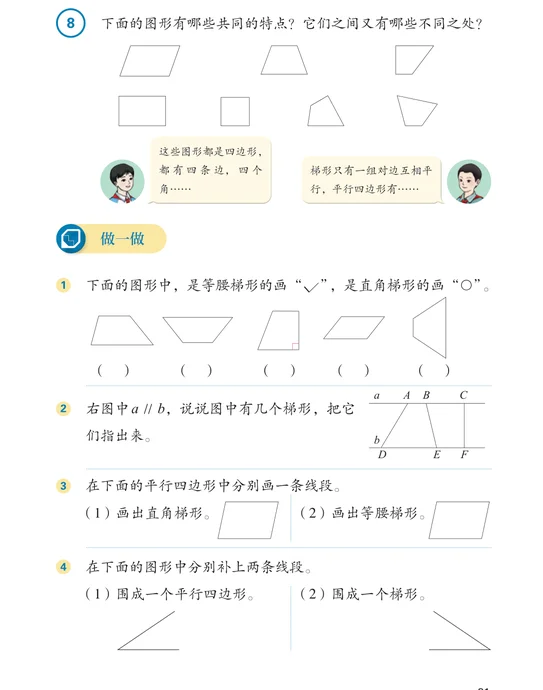 8 下面的图形有哪些共同的特点?它们之间又有哪些不同之处?
这些图形都是四边形,
都有四条边,四个
角……
梯形只有一组对边互相平
行,平行四边形有……
做一做
1 下面的图形中,是等腰梯形的画“✓”,是直角梯形的画“○”。
( ) ( ) ( ) ( ) ( )
2 右图中a // b,说说图中有几个梯形,把它
们指出来。
a A B C
b
D E F
3 在下面的平行四边形中分别画一条线段。
(1)画出直角梯形。 (2)画出等腰梯形。
4 在下面的图形中分别补上两条线段。
(1)围成一个平行四边形。 (2)围成一个梯形。